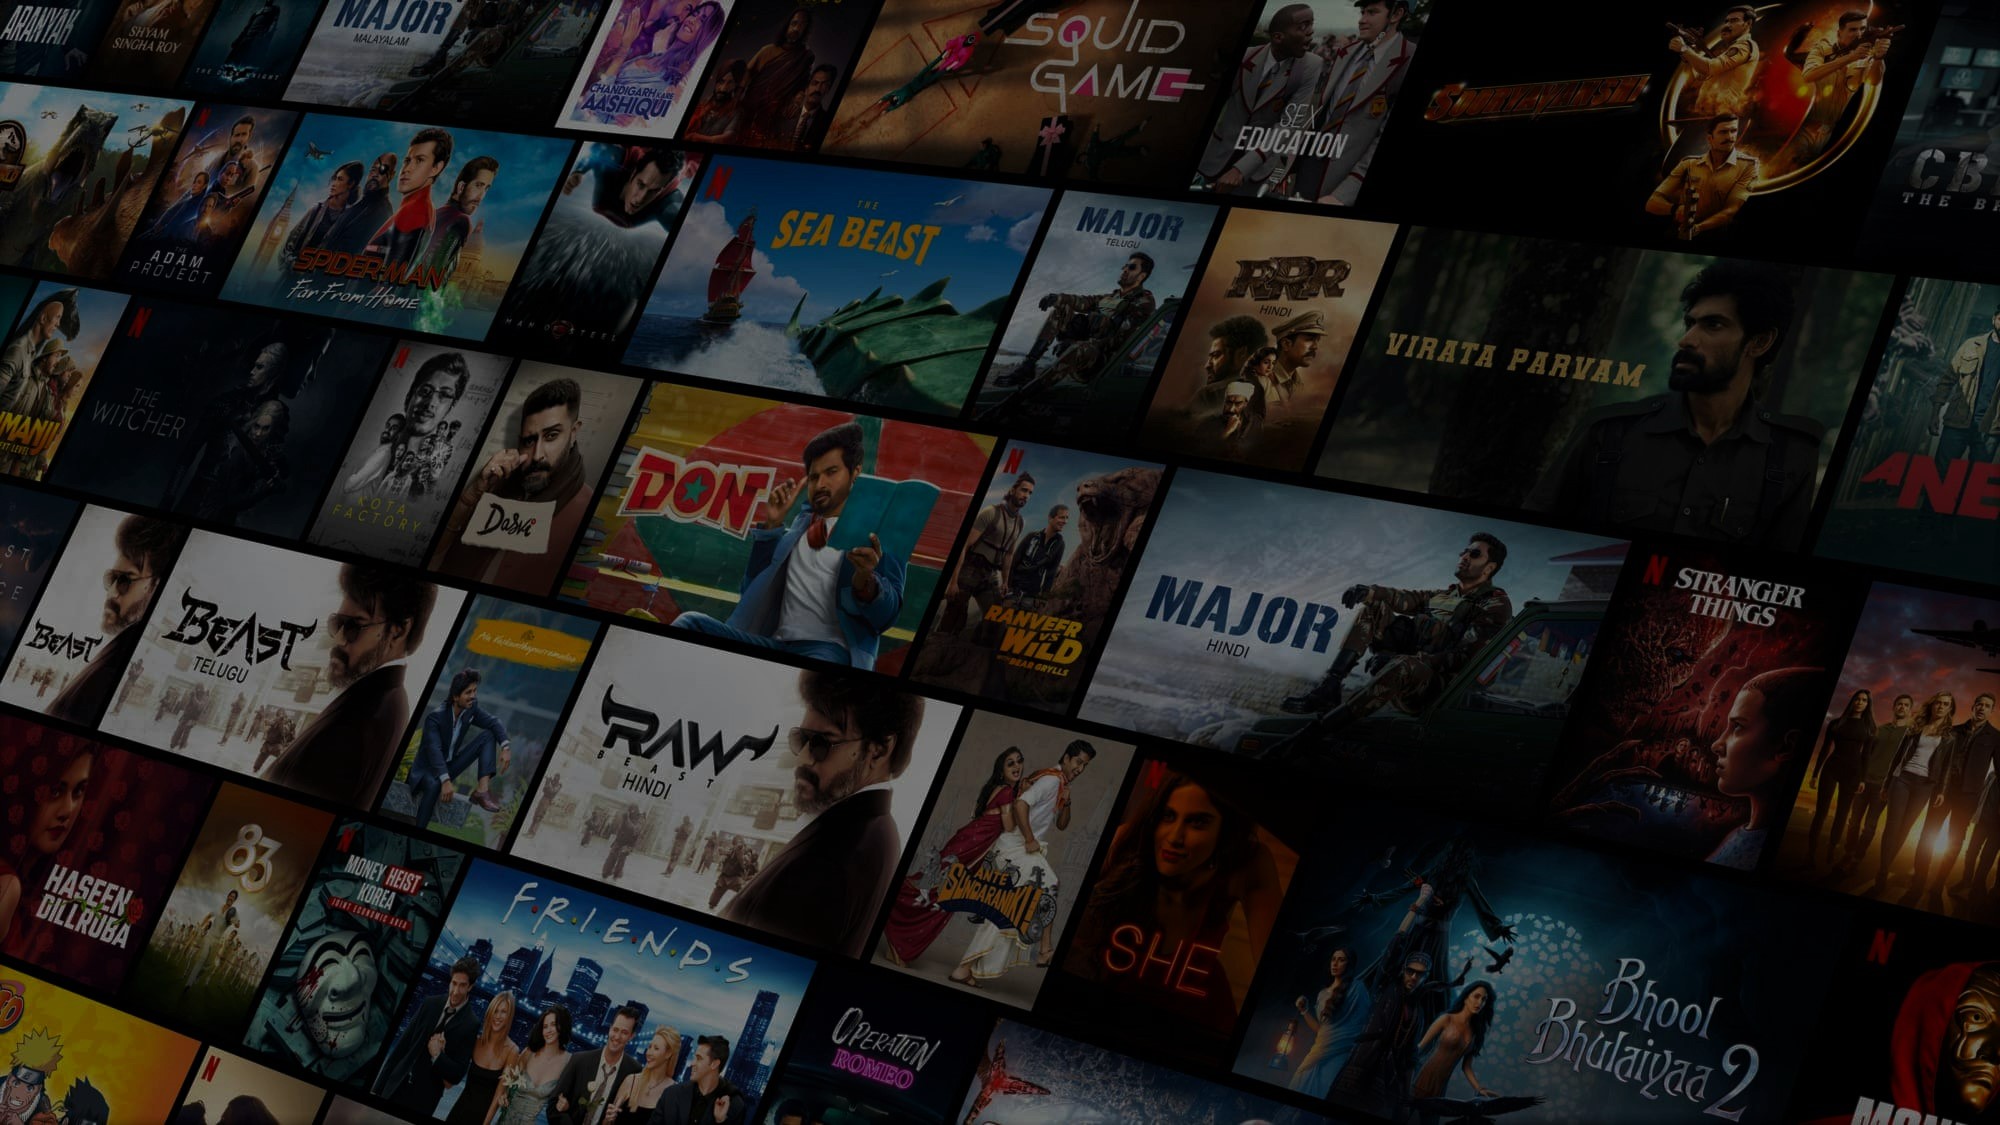 ARANYAK
SHYAM
SINGHA ROY
MAJOR
MALAYALAM
CHANDIGARH KARE
AASHIQUI
SQUID
GAME
SEX
EDUCATION
SOORYAVANSHI
THE
ADAM
PROJECT
SPIDER-MAN
Far From Home
THE
SEA BEAST
MAJOR
TELUGU
RRR
HINDI
VIRATA PARVAM
THE
WITCHER
KOTA
FACTORY
Dasvi
DON
RANVEER
VS
WILD
WITH BEAR GRYLLS
MAJOR
HINDI
STRANGER
THINGS
BEAST
BEAST
TELUGU
RAW
BEAST
HINDI
HASEEN
DILLRUBA
83
MONEY HEIST
KOREA
JOINT ECONOMIC AREA
F.R.I.E.N.D.S
ANTE
SUNDARANIKI!
SHE
OPERATION
ROMEO
Bhool
Bhulaiyaa 2